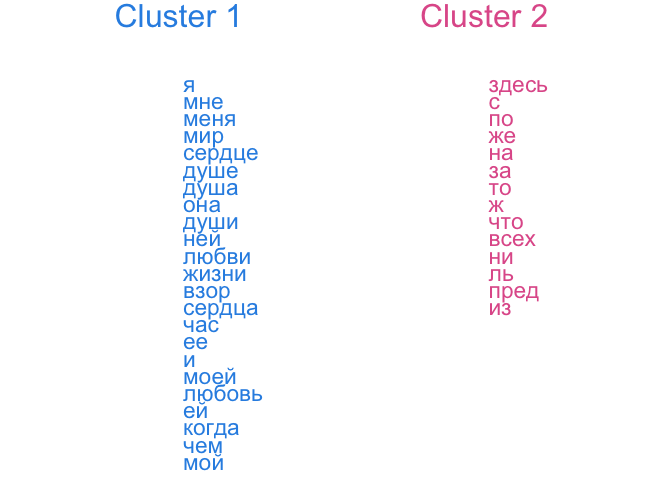 Cluster 1
я
мне
меня
мир
сердце
душе
душа
она
души
ней
любви
жизни
взор
сердца
час
ее
и
моей
любовь
ей
когда
чем
мой
Cluster 2
здесь
с
по
же
на
за
то
ж
что
всех
ни
ль
пред
из